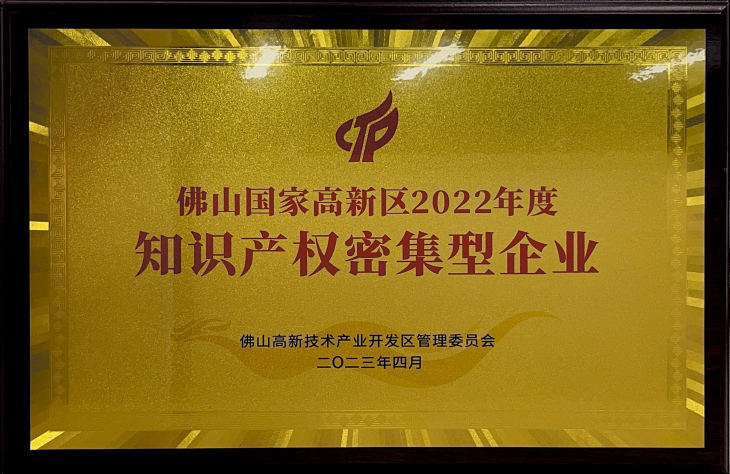 佛山国家高新区2022年度
知识产权密集型企业
佛山高新技术产业开发区管理委员会
二〇二三年四月